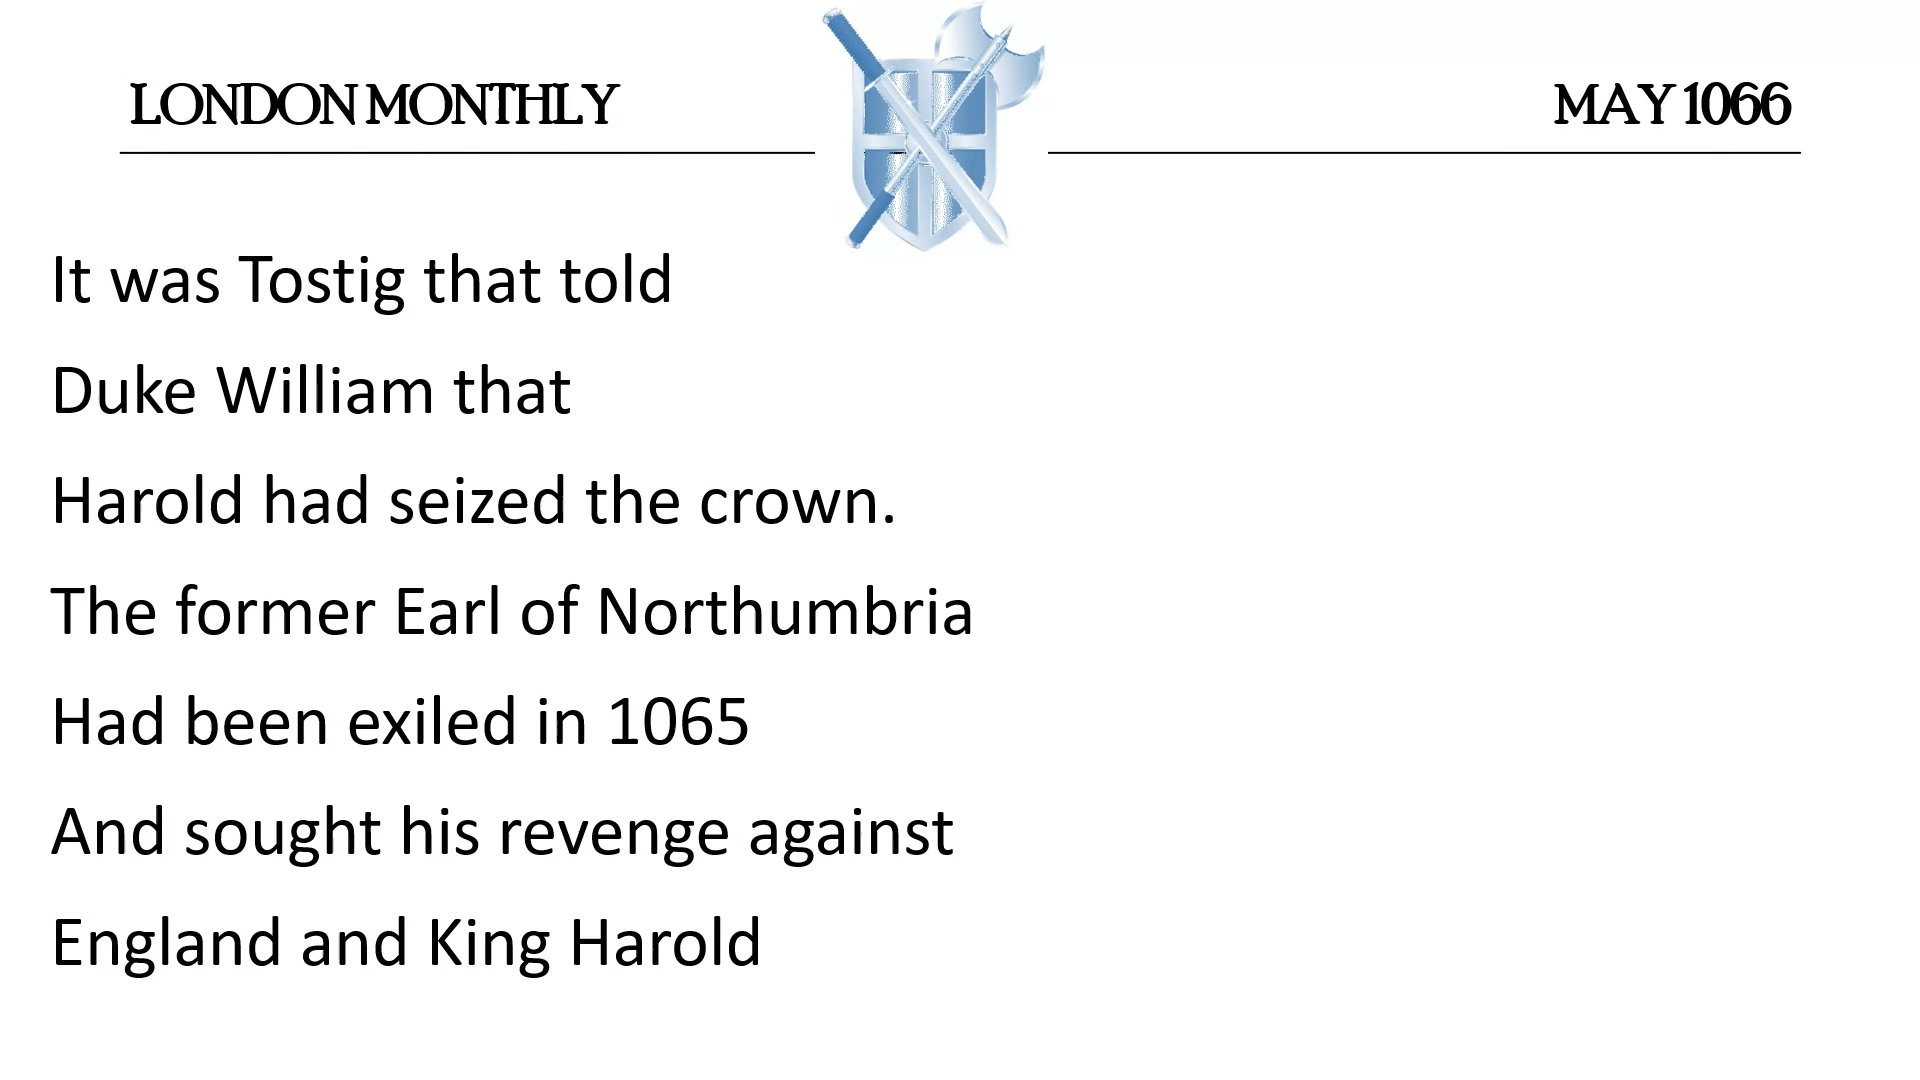 LONDON MONTHLY
MAY 1066
It was Tostig that told
Duke William that
Harold had seized the crown.
The former Earl of Northumbria
Had been exiled in 1065
And sought his revenge against
England and King Harold